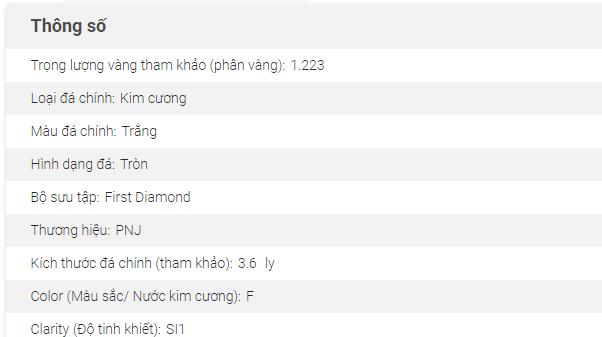 Thông số
Trọng lượng vàng tham khảo (phân vàng): 1.223
Loại đá chính: Kim cương
Màu đá chính: Trắng
Hình dạng đá: Tròn
Bộ sưu tập: First Diamond
Thương hiệu: PNJ
Kích thước đá chính (tham khảo): 3.6 ly
Color (Màu sắc/ Nước kim cương): F
Clarity (Độ tinh khiết): SI1